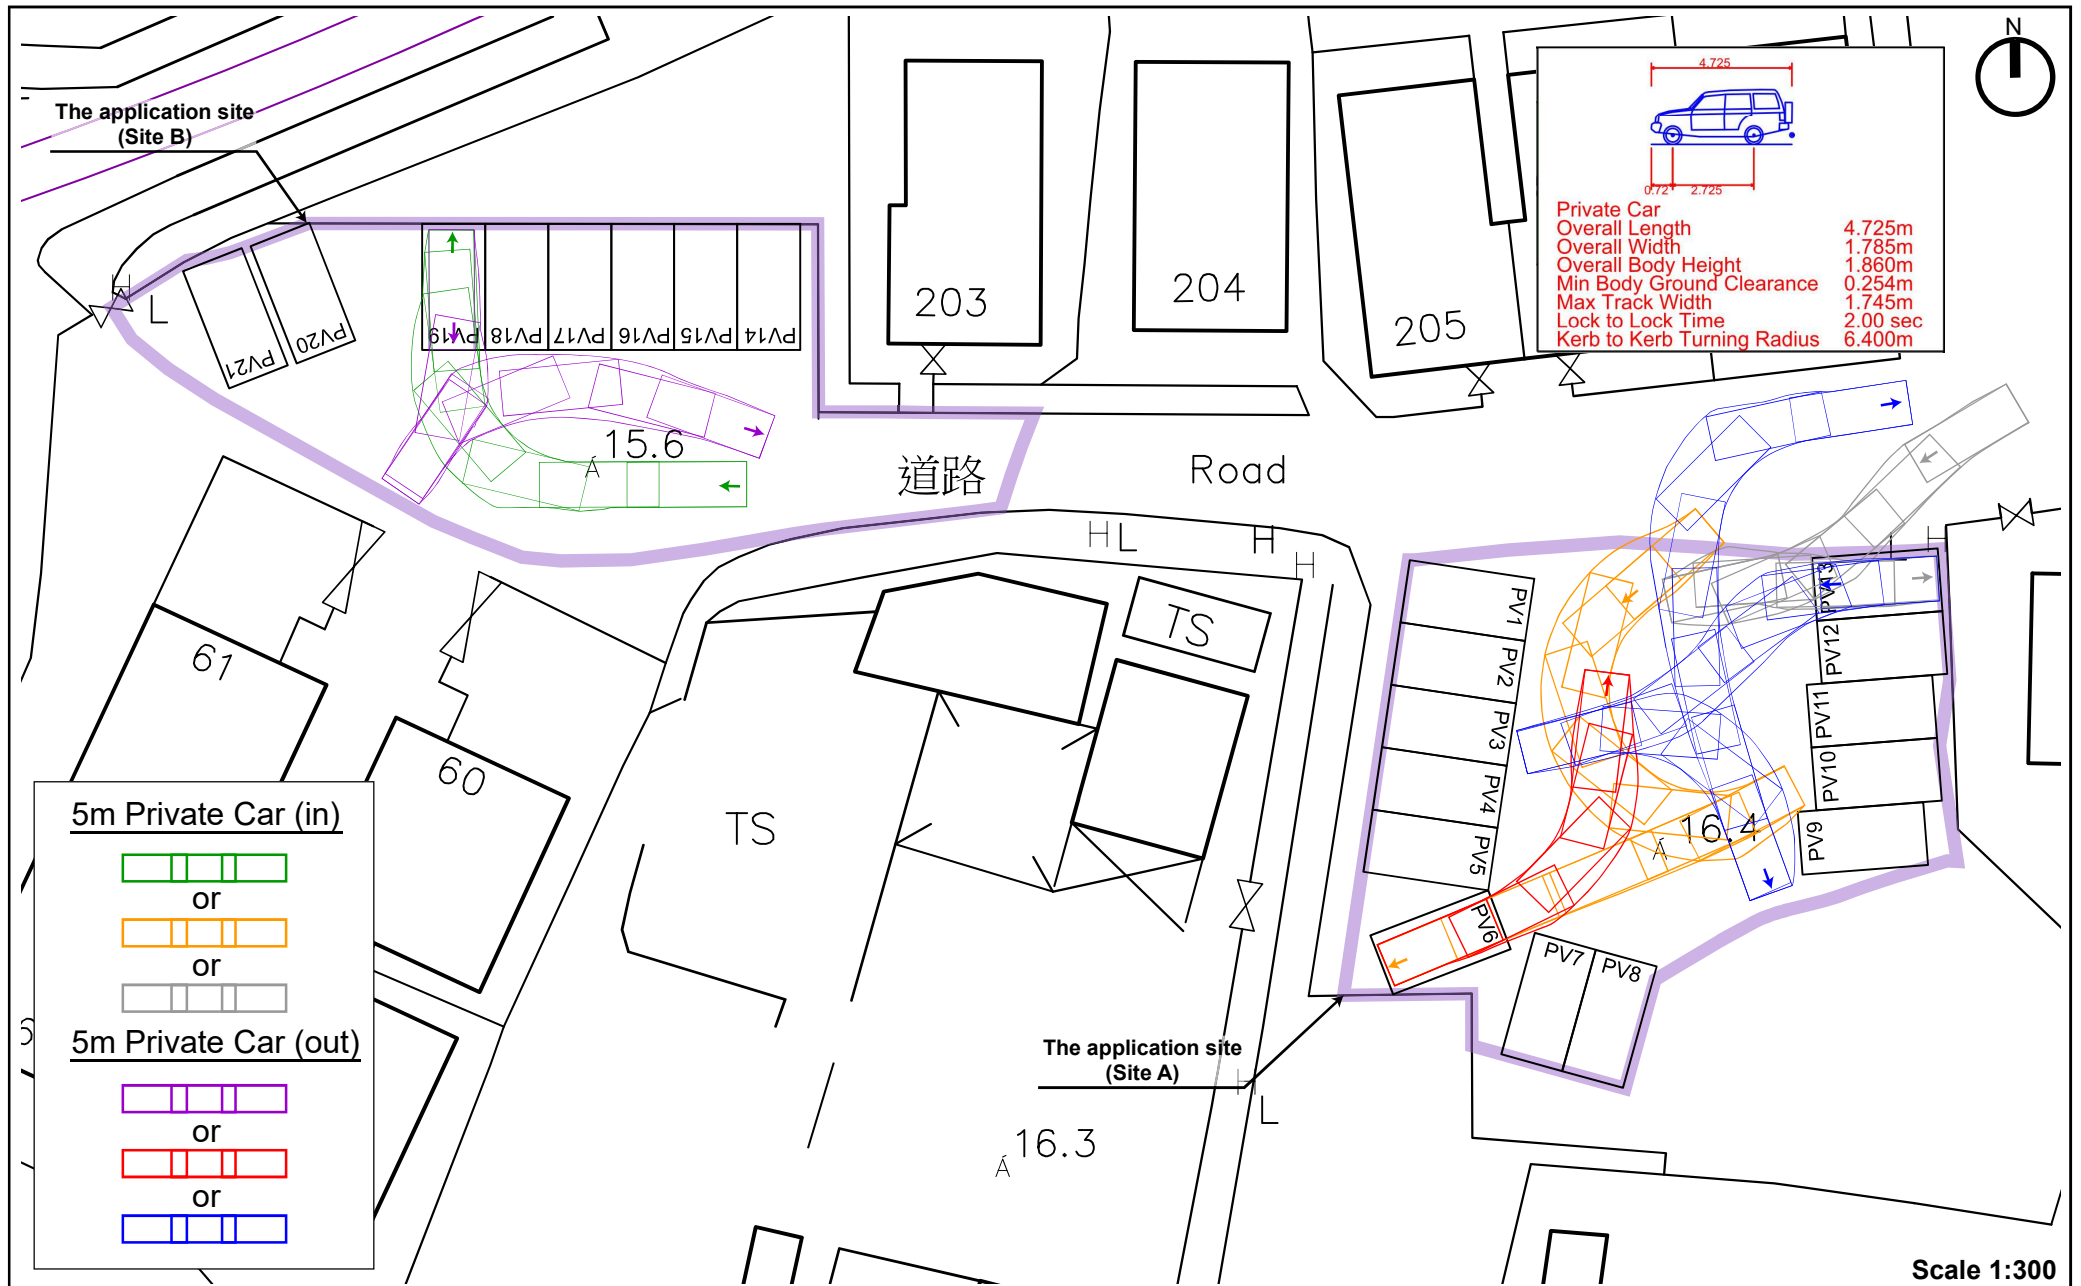 N
The application site
(Site B)
4.725
0.72
2.725
Private Car
Overall Length 4.725m
Overall Width 1.785m
Overall Body Height 1.860m
Min Body Ground Clearance 0.254m
Max Track Width 1.745m
Lock to Lock Time 2.00 sec
Kerb to Kerb Turning Radius 6.400m
203
204
205
H
L
PV21
PV20
PV19
PV18
PV17
PV16
PV15
PV14
15.6
道路
Road
H
L
H
H
H
TS
61
60
TS
PV1
PV2
PV3
PV4
PV5
PV6
PV7
PV8
PV9
PV10
PV11
PV12
PV13
16.4
The application site
(Site A)
H
L
16.3
5m Private Car (in)
or
or
5m Private Car (out)
or
or
Scale 1:300